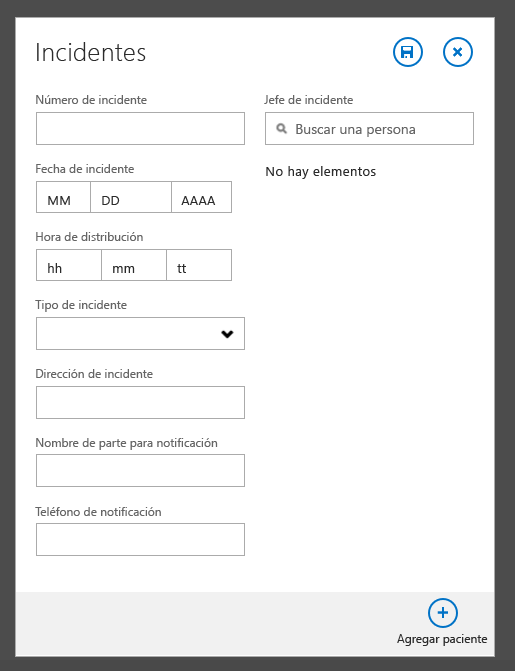 Incidentes
Número de incidente
Fecha de incidente
MM DD AAAA
Hora de distribución
hh mm tt
Tipo de incidente
Dirección de incidente
Nombre de parte para notificación
Teléfono de notificación
Jefe de incidente
Buscar una persona
No hay elementos
Agregar paciente